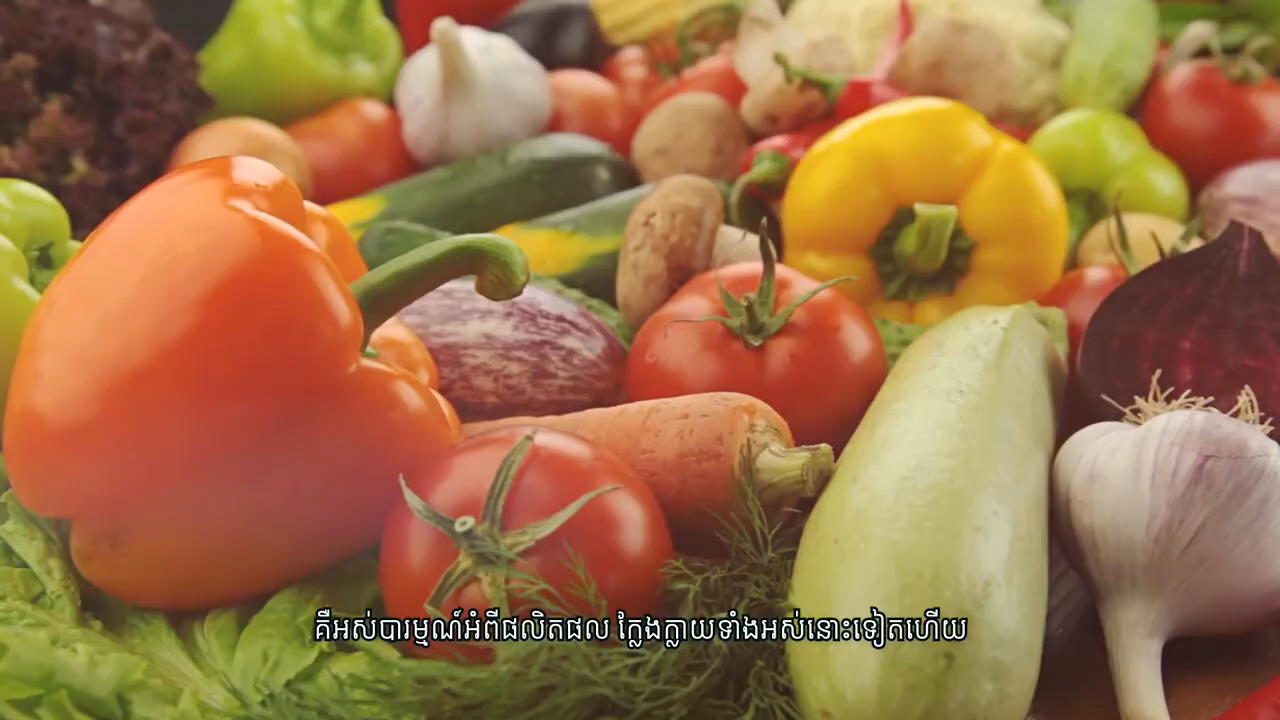 គឺអស់បារម្មណ៍អំពីផលិតផល ក្លែងក្លាយទាំងអស់នោះទៀតហើយ